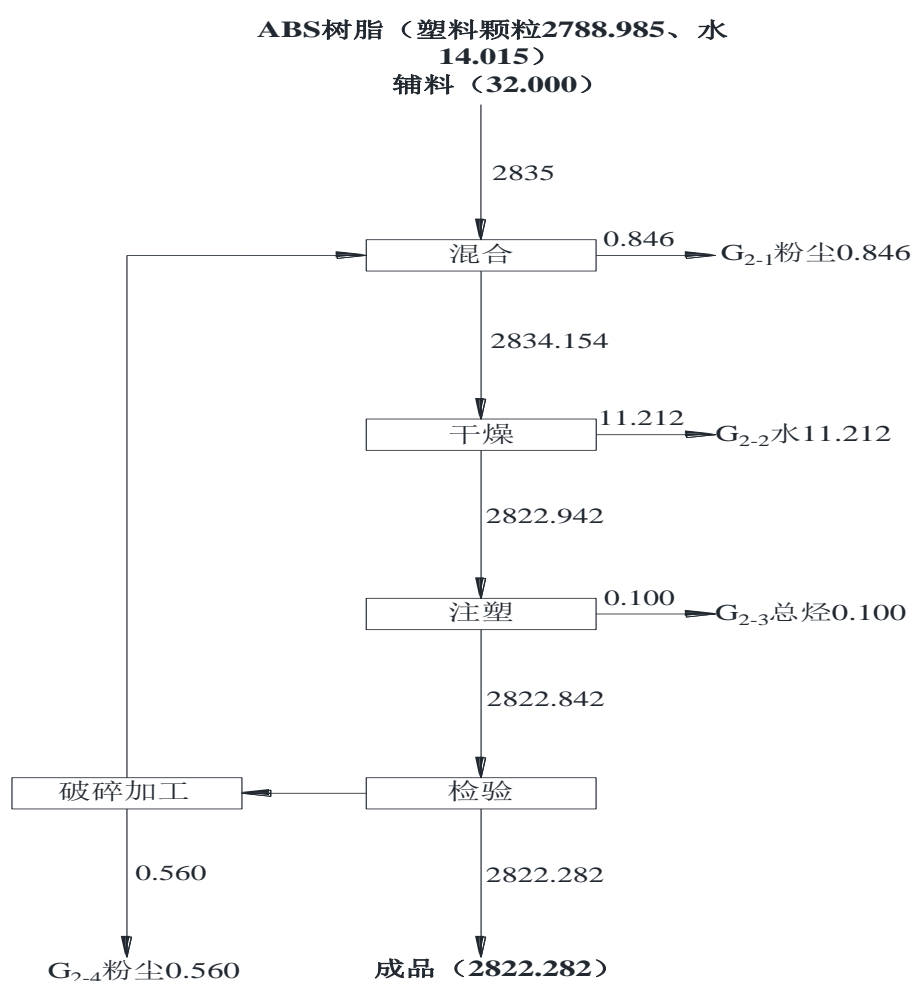 ABS树脂（塑料颗粒2788.985、水
14.015）
辅料（32.000）
2835
混合
0.846
G2-1粉尘0.846
2834.154
干燥
11.212
G2-2水11.212
2822.942
注塑
0.100
G2-3总烃0.100
2822.842
破碎加工
检验
0.560
2822.282
G2-4粉尘0.560
成品（2822.282）